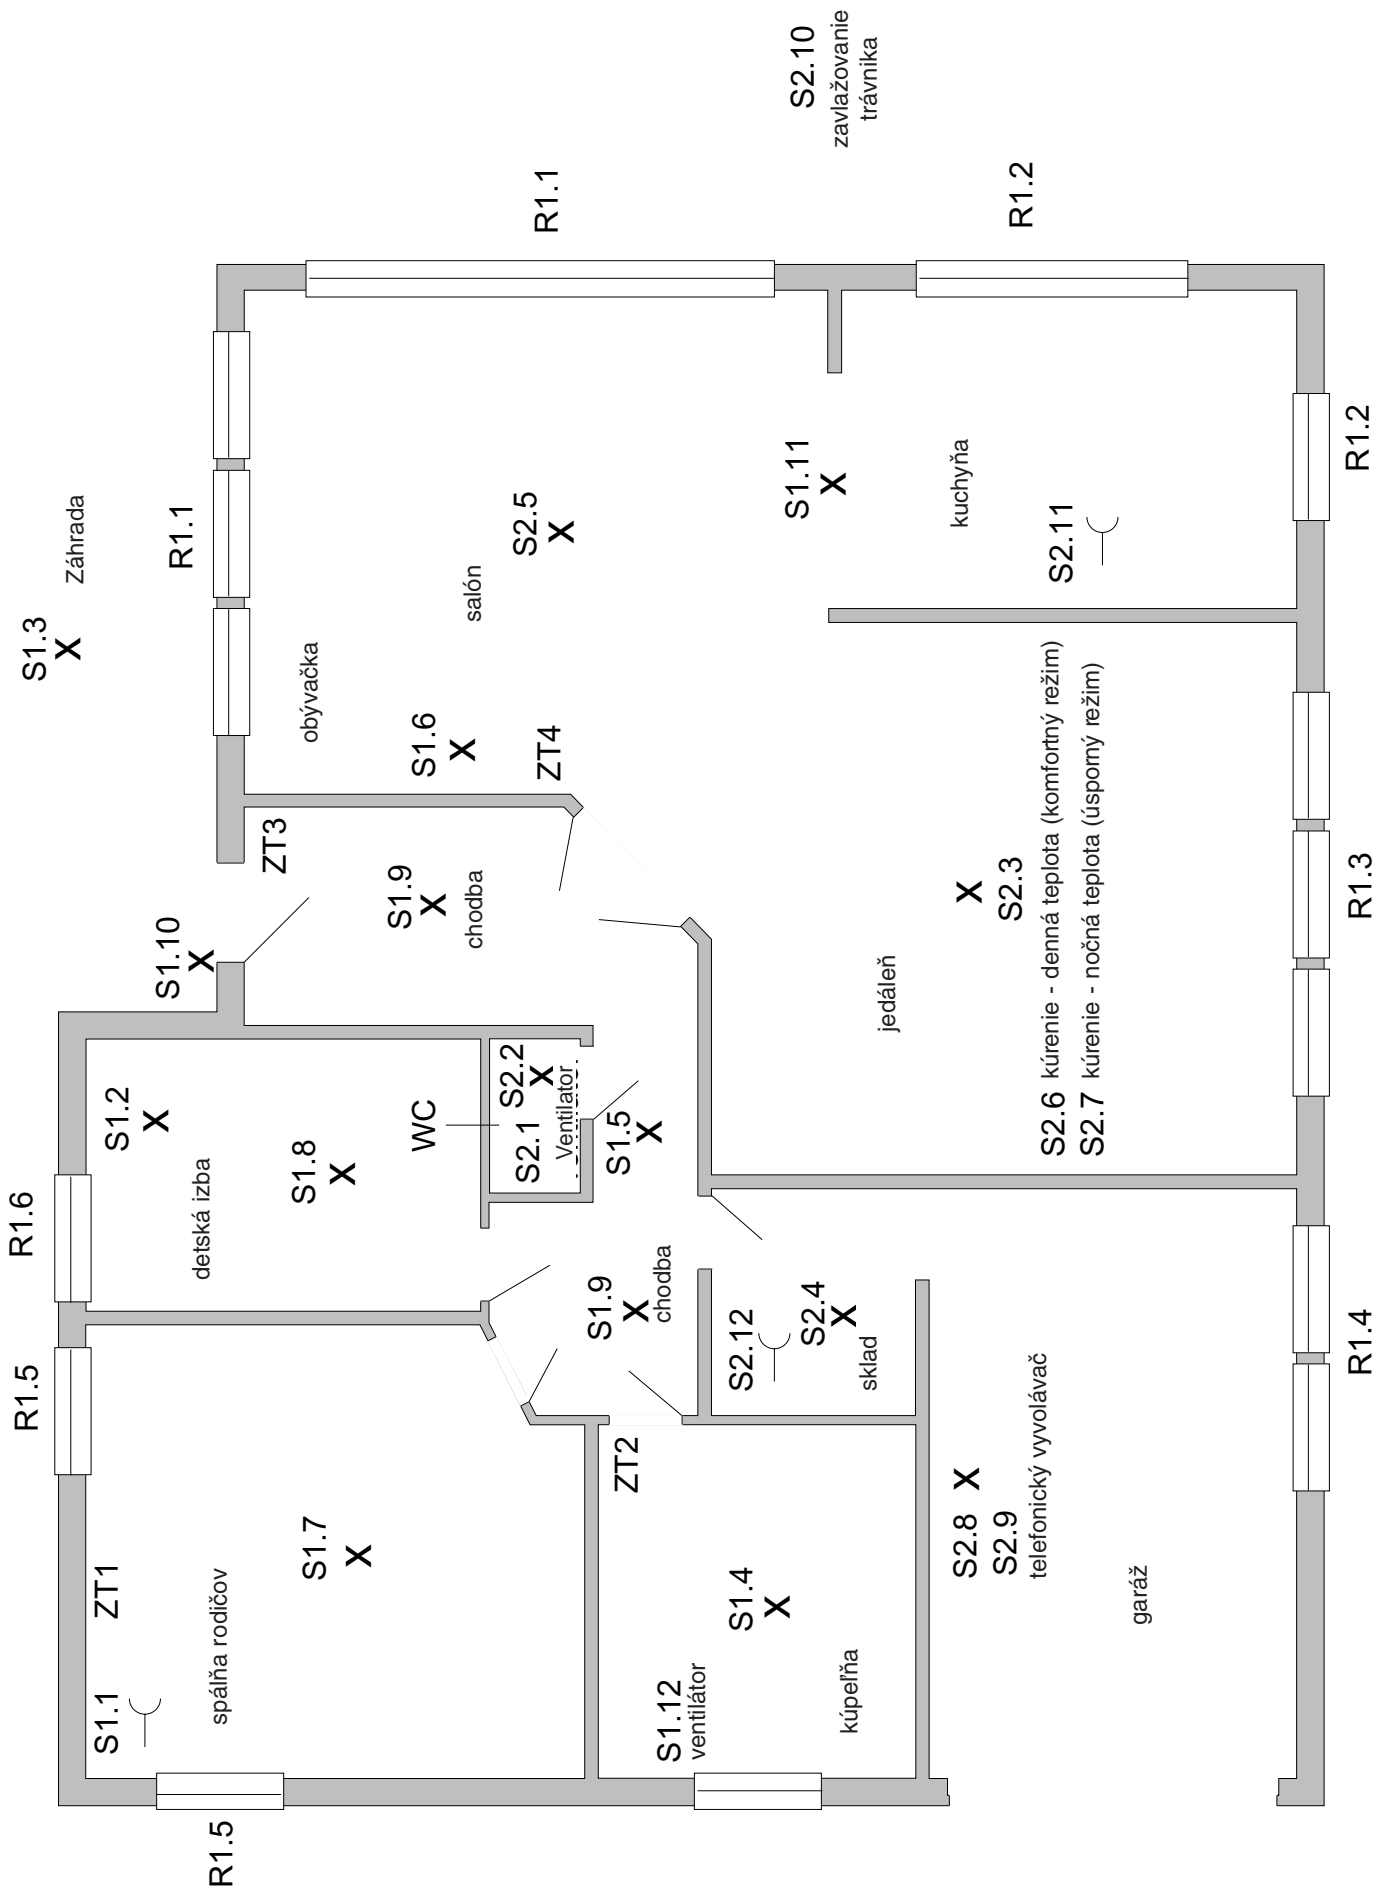 R1.5
R1.6
S1.3
X
Záhrada
R1.1
S1.1
ZT1
S1.2
X
S1.10
X
R1.5
spálňa rodičov
detská izba
ZT3
obývačka
S1.7
X
S1.8
X
S1.9
X
chodba
S1.6
X
salón
WC
S2.1
Ventilator
S2.2
X
ZT4
S2.5
X
R1.1
S1.12
ventilátor
ZT2
S1.9
X
chodba
S1.5
X
S1.4
X
kúpeľňa
S2.12
S2.4
X
sklad
S1.11
X
S2.10
zavlažovanie
trávnika
jedáleň
kuchyňa
S2.8 X
S2.9
telefonický vyvolávač
X
S2.3
R1.2
S2.6 kúrenie - denná teplota (komfortný režim)
S2.7 kúrenie - nočná teplota (úsporný režim)
S2.11
garáž
R1.4
R1.3
R1.2